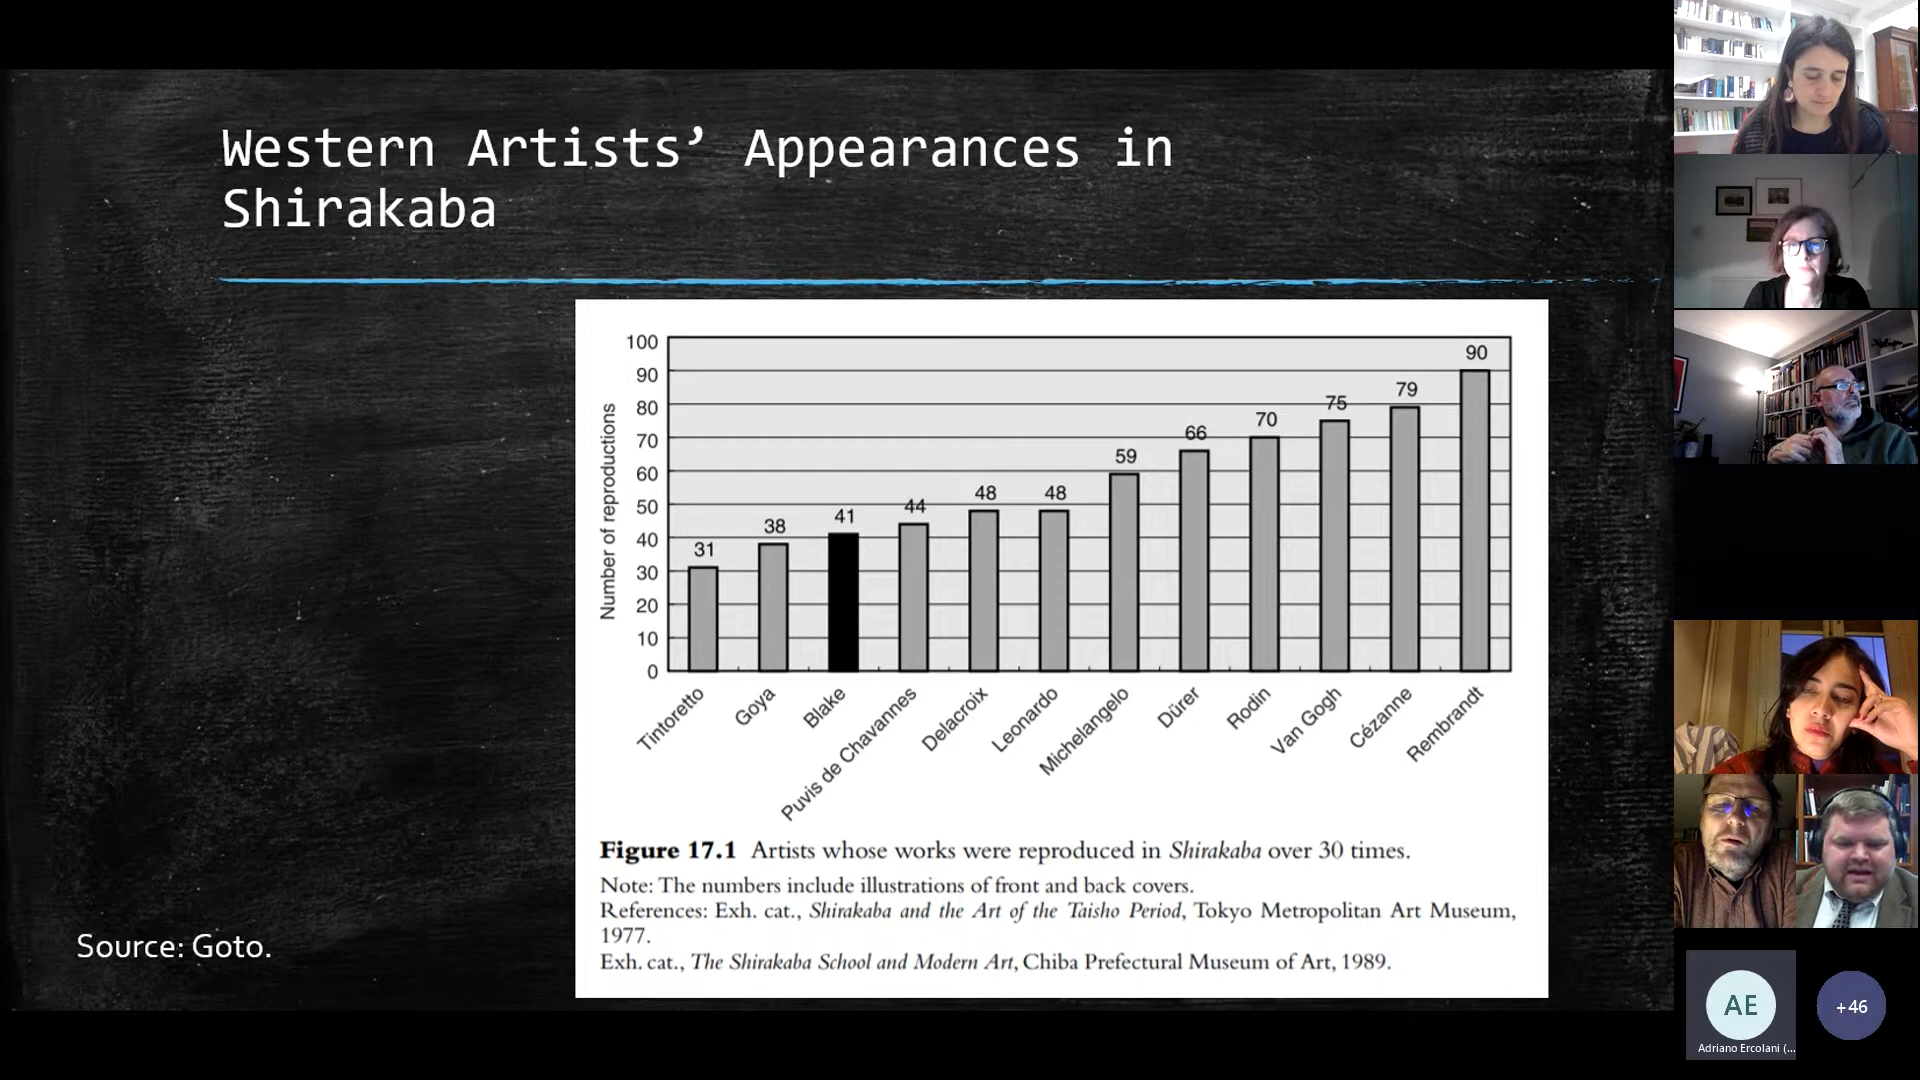 Western Artists’ Appearances in
Shirakaba
100
90
80
70
60
50
40
30
20
10
0
Number of reproductions
31
38
41
44
48
48
59
66
70
75
79
90
Tintoretto
Goya
Blake
Puvis de Chavannes
Delacroix
Leonardo
Michelangelo
Dürer
Rodin
Van Gogh
Cézanne
Rembrandt
Figure 17.1 Artists whose works were reproduced in Shirakaba over 30 times.
Note: The numbers include illustrations of front and back covers.
References: Exh. cat., Shirakaba and the Art of the Taisho Period, Tokyo Metropolitan Art Museum,
1977.
Exh. cat., The Shirakaba School and Modern Art, Chiba Prefectural Museum of Art, 1989.
Source: Goto.
AE
+46
Adriano Ercolani (...